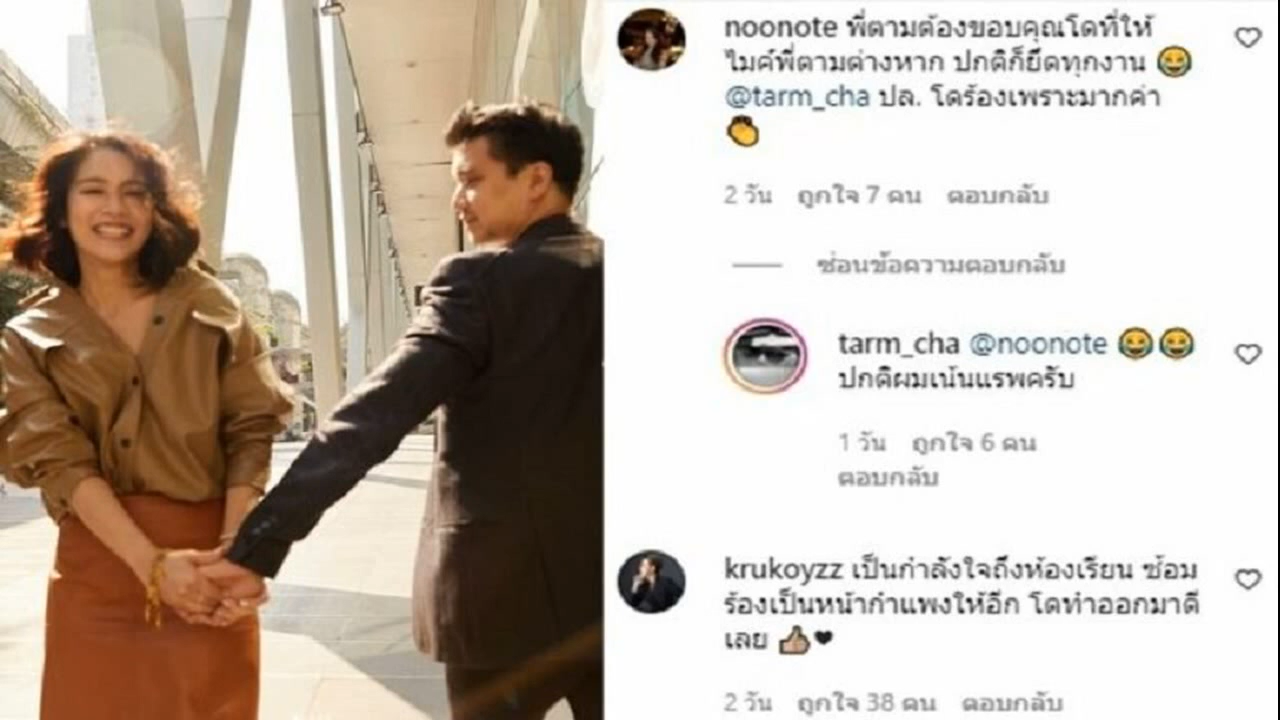 noonote พี่ตามต้องขอบคุณโดที่ให้
ไมค์พี่ตามต่างหาก ปกติก็ยึดทุกงาน 😂
@tarm_cha ปล. โดร้องเพราะมากค่า
👏
2 วัน ถูกใจ 7 คน ตอบกลับ
ซ่อนข้อความตอบกลับ
tarm_cha @noonote 😂😂
ปกติผมเน้นแรพครับ
1 วัน ถูกใจ 6 คน
ตอบกลับ
krukoyzz เป็นกำลังใจถึงห้องเรียน ซ้อม
ร้องเป็นหน้ากำแพงให้อีก โดทำออกมาดี
เลย 👍🏼❤
2 วัน ถูกใจ 38 คน ตอบกลับ